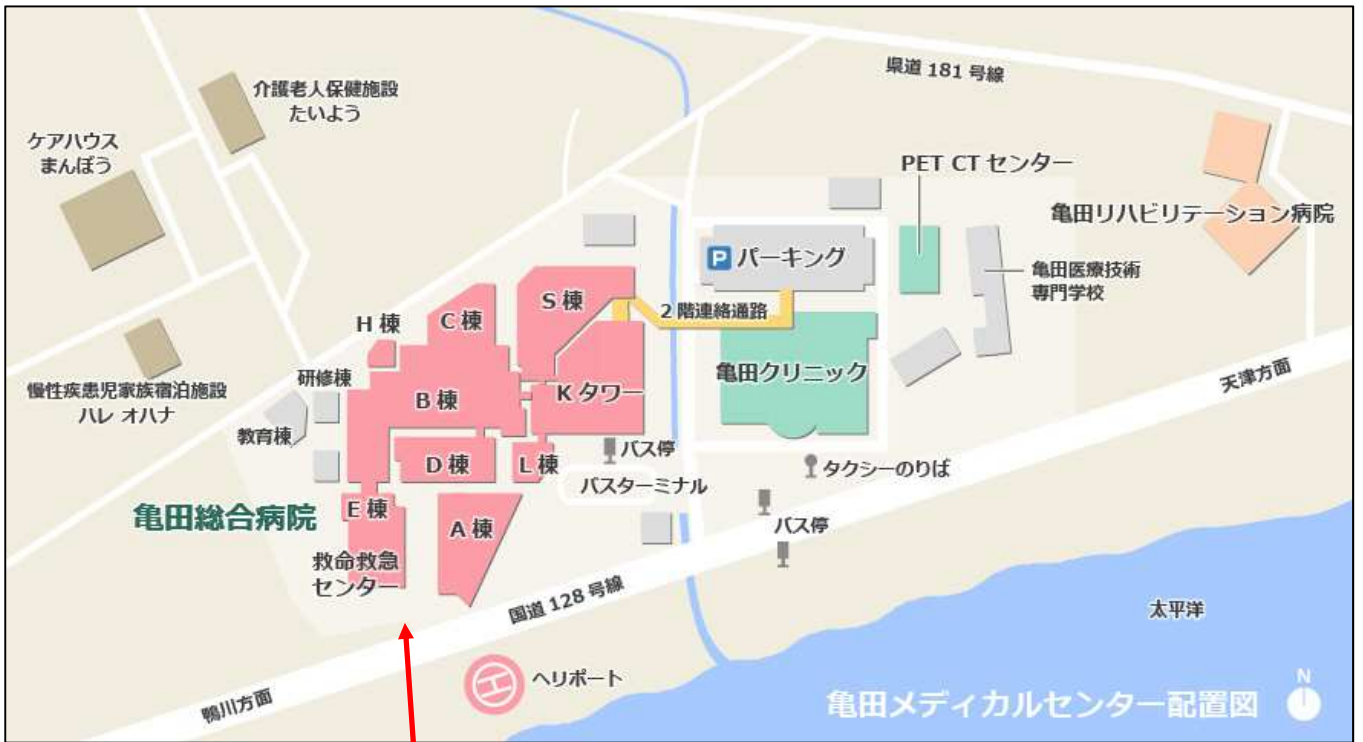 県道 181 号線
介護老人保健施設
たいよう
ケアハウス
まんぼう
PET CT センター
亀田リハビリテーション病院
P パーキング
亀田医療技術
専門学校
S 棟
2 階連絡通路
C 棟
H 棟
亀田クリニック
天津方面
研修棟
慢性疾患児家族宿泊施設
ハレ オハナ
B 棟
K タワー
教育棟
バス停
D 棟
L 棟
タクシーのりば
バスターミナル
亀田総合病院
E 棟
A 棟
バス停
救命救急
センター
国道 128 号線
太平洋
ヘリポート
鴨川方面
亀田メディカルセンター配置図
N